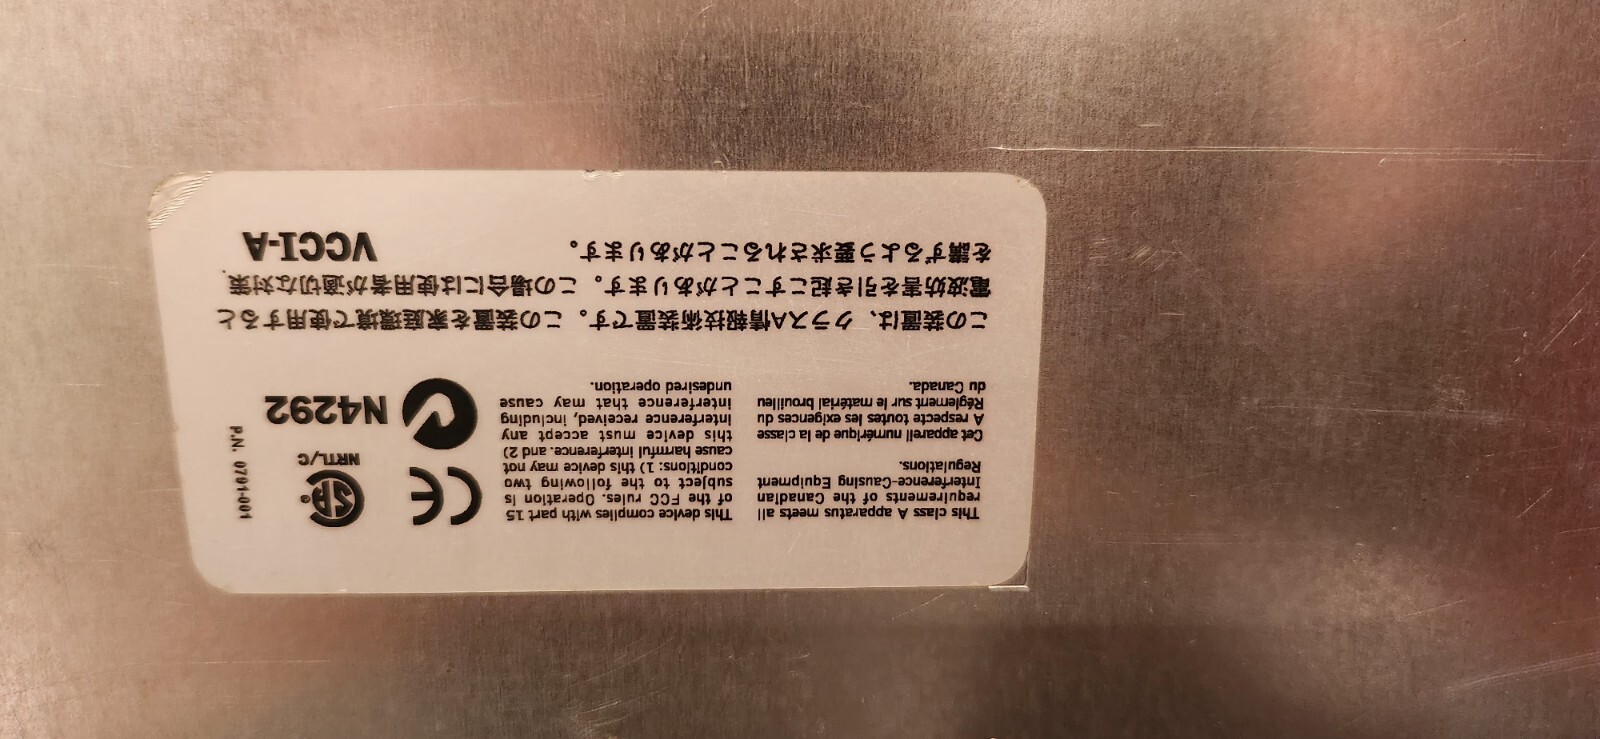 This class A apparatus meets all
requirements of the Canadian
Interference-Causing Equipment
Regulations.
Cet appareil numérique de la classe
A respecte toutes les exigences du
Réglement sur le matérial brouilleu
du Canada.
This device complies with part 15
of the FCC rules. Operation is
subject to the following two
conditions: 1) this device may not
cause harmful interference. and 2)
this device must accept any
interference received, including
interference that may cause
undesired operation.
CE
SA®
NRTL/C
N4292
P.N. 0791-001
この装置は、クラスA情報技術装置です。この装置を家庭環境で使用すると
電波妨害を引き起こすことがあります。この場合には使用者が適切な対策
を講ずるよう要求されることがあります。
VCCI-A